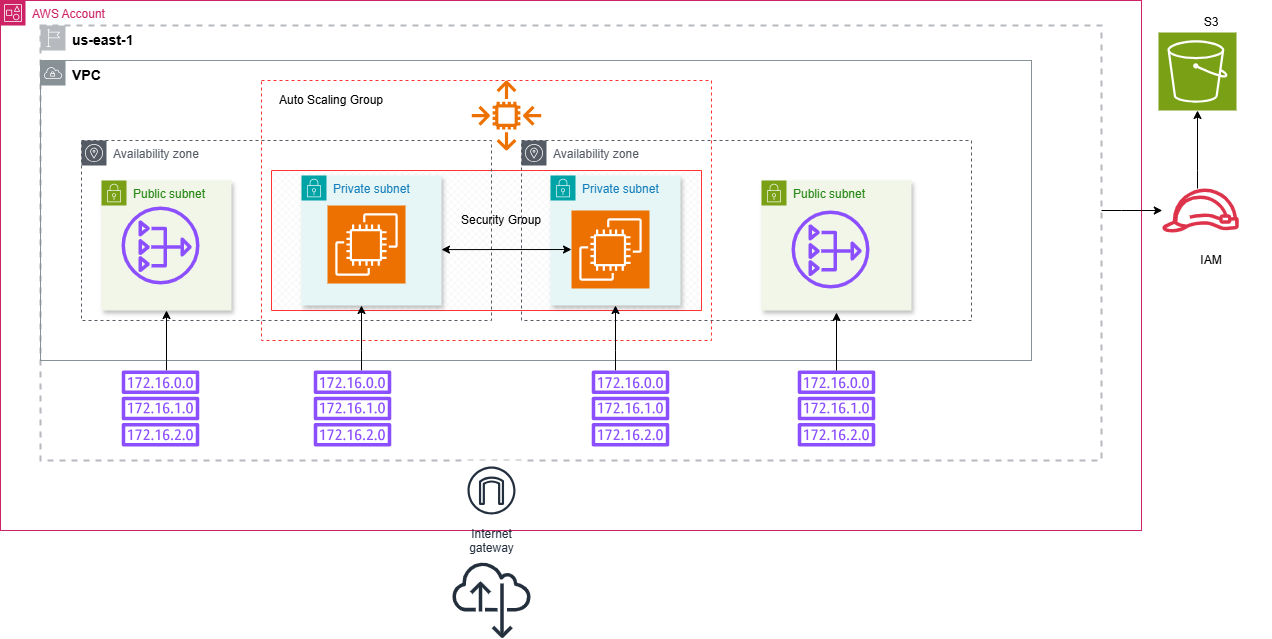 AWS Account
S3
us-east-1
VPC
Auto Scaling Group
Availability zone
Availability zone
Public subnet
Private subnet
Private subnet
Public subnet
Security Group
IAM
172.16.0.0
172.16.1.0
172.16.2.0
172.16.0.0
172.16.1.0
172.16.2.0
172.16.0.0
172.16.1.0
172.16.2.0
172.16.0.0
172.16.1.0
172.16.2.0
Internet
gateway